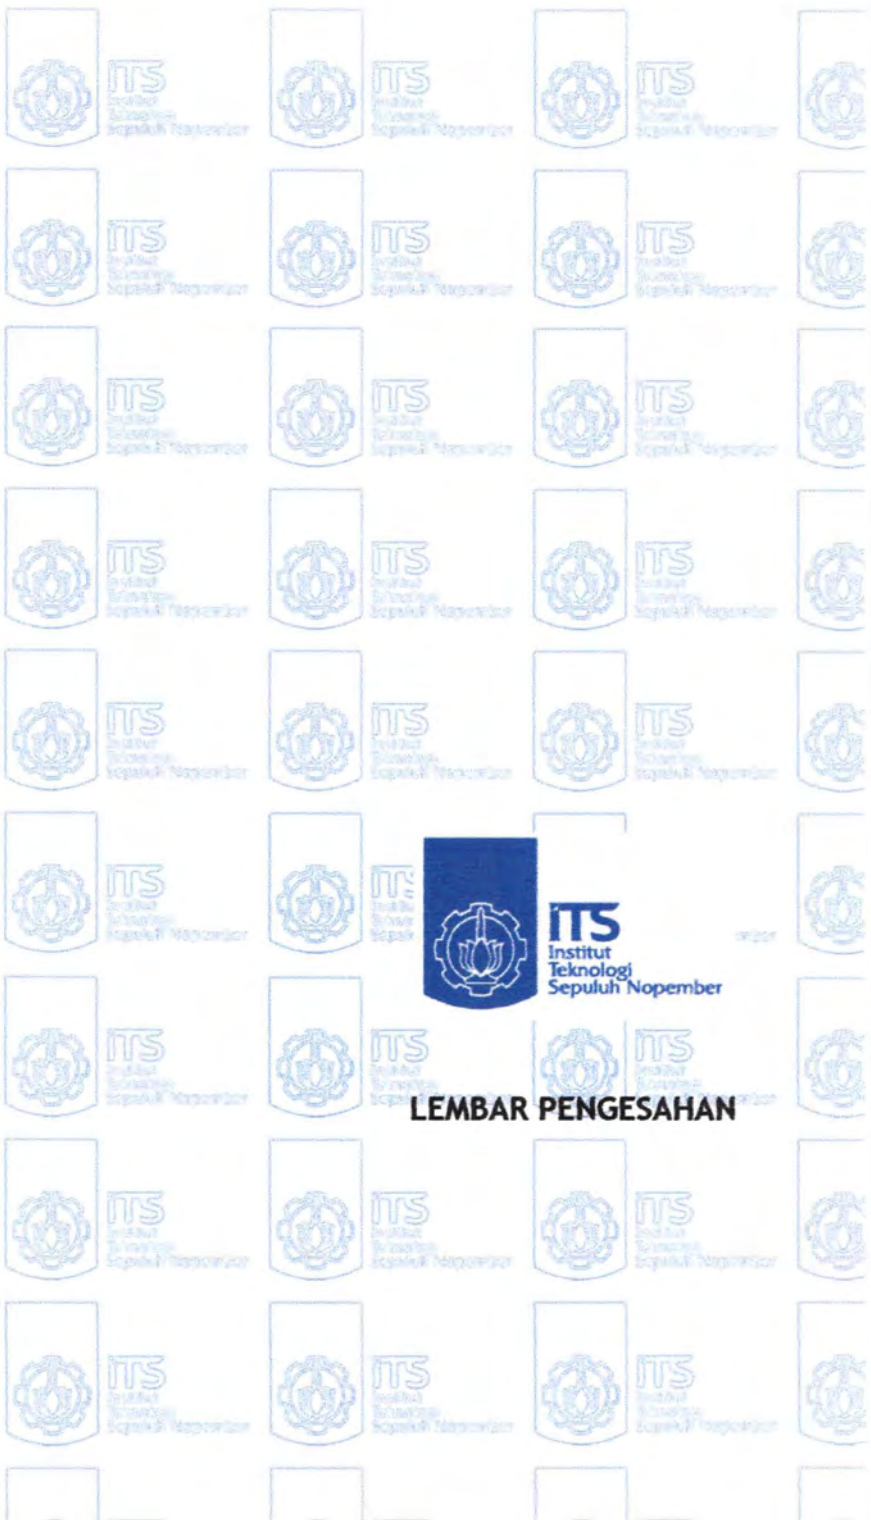 ITS
Institut
Teknologi
Sepuluh Nopember
LEMBAR PENGESAHAN